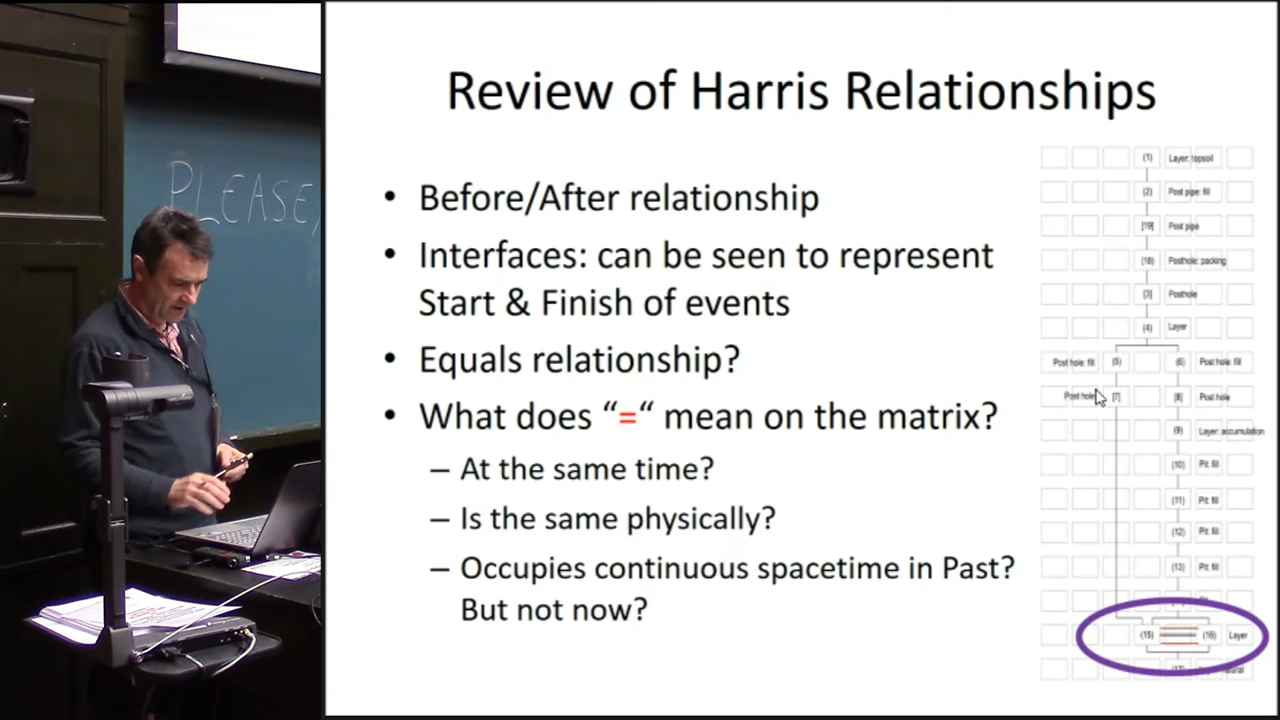 PLEASE,
Review of Harris Relationships
• Before/After relationship
• Interfaces: can be seen to represent
Start & Finish of events
• Equals relationship?
• What does “=“ mean on the matrix?
– At the same time?
– Is the same physically?
– Occupies continuous spacetime in Past?
But not now?
(1) Layer: topsoil
(2) Post pipe: fill
[19] Post pipe
(18) Posthole: packing
[3] Posthole
(4) Layer
Post hole: fill (5) (6) Post hole: fill
Post hole [7] [8] Post hole
(9) Layer: accumulation
(10) Pit: fill
(11) Pit: fill
(12) Pit: fill
(13) Pit: fill
(15) (16) Layer
(17)